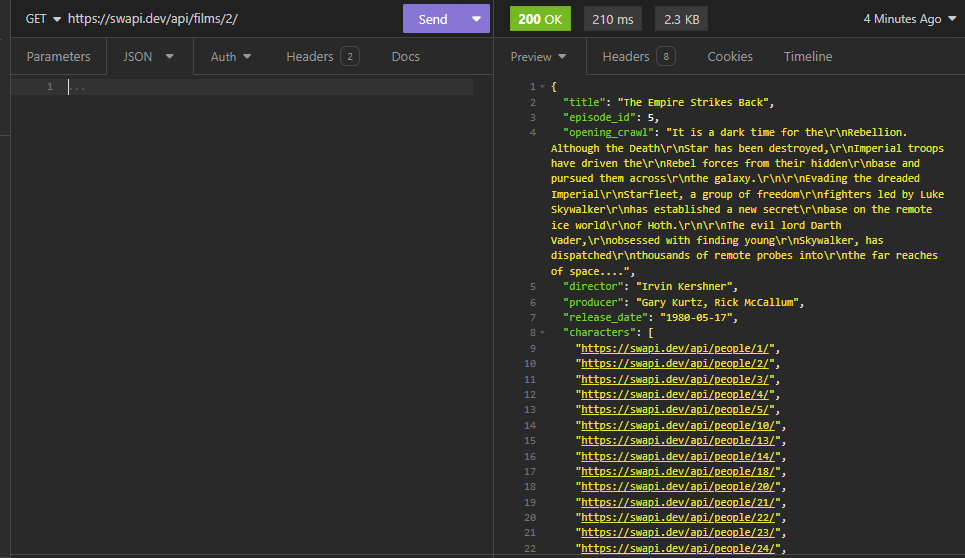 GET https://swapi.dev/api/films/2/ Send
200 OK 210 ms 2.3 KB 4 Minutes Ago
Parameters JSON Auth Headers 2 Docs
Preview Headers 8 Cookies Timeline
1 ...
1 {
2 "title": "The Empire Strikes Back",
3 "episode_id": 5,
4 "opening_crawl": "It is a dark time for the\r\nRebellion.
Although the Death\r\nStar has been destroyed,\r\nImperial troops
have driven the\r\nRebel forces from their hidden\r\nbase and
pursued them across\r\nthe galaxy.\r\n\r\nEvading the dreaded
Imperial\r\nStarfleet, a group of freedom\r\nfighters led by Luke
Skywalker\r\nhas established a new secret\r\nbase on the remote
ice world\r\nof Hoth.\r\n\r\nThe evil lord Darth
Vader,\r\nobsessed with finding young\r\nSkywalker, has
dispatched\r\nthousands of remote probes into\r\nthe far reaches
of space....",
5 "director": "Irvin Kershner",
6 "producer": "Gary Kurtz, Rick McCallum",
7 "release_date": "1980-05-17",
8 "characters": [
9 "https://swapi.dev/api/people/1/",
10 "https://swapi.dev/api/people/2/",
11 "https://swapi.dev/api/people/3/",
12 "https://swapi.dev/api/people/4/",
13 "https://swapi.dev/api/people/5/",
14 "https://swapi.dev/api/people/10/",
15 "https://swapi.dev/api/people/13/",
16 "https://swapi.dev/api/people/14/",
17 "https://swapi.dev/api/people/18/",
18 "https://swapi.dev/api/people/20/",
19 "https://swapi.dev/api/people/21/",
20 "https://swapi.dev/api/people/22/",
21 "https://swapi.dev/api/people/23/",
22 "https://swapi.dev/api/people/24/",